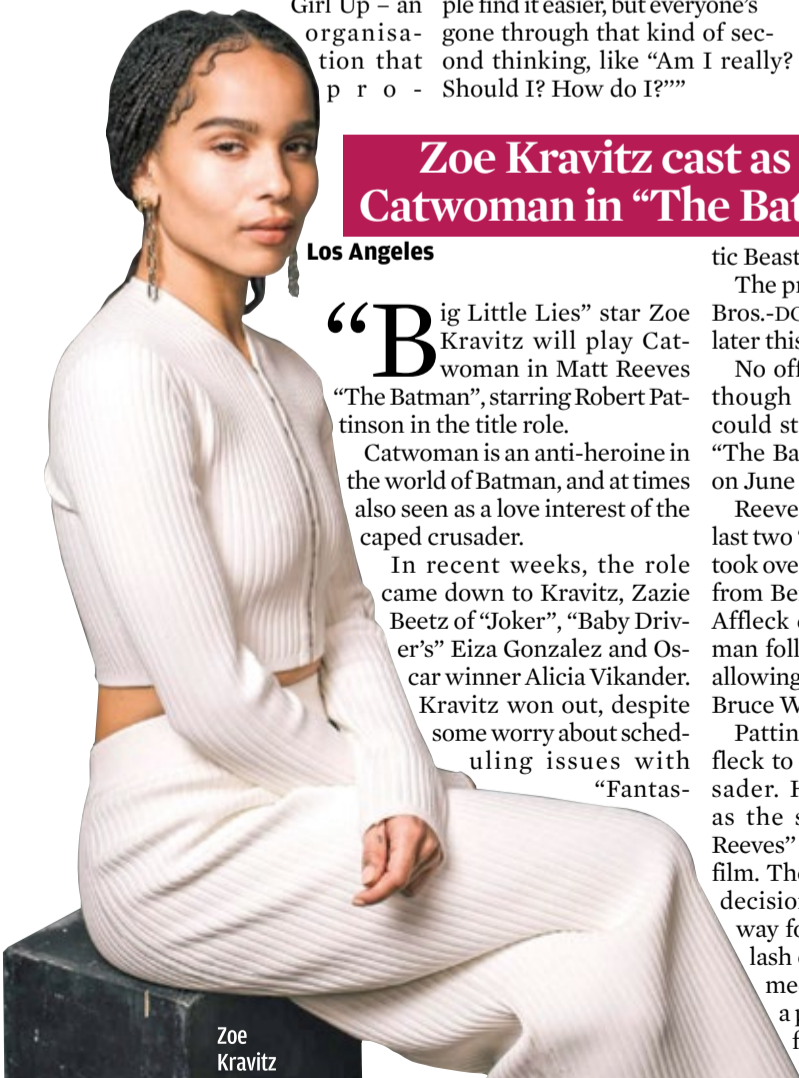 Girl Up – an
organisa-
tion that
p r o -
ple find it easier, but everyone's
gone through that kind of sec-
ond thinking, like “Am I really?
Should I? How do I?””
Zoe Kravitz cast as
Catwoman in “The Bat
Los Angeles
“Big Little Lies” star Zoe
Kravitz will play Cat-
woman in Matt Reeves
“The Batman”, starring Robert Pat-
tinson in the title role.
Catwoman is an anti-heroine in
the world of Batman, and at times
also seen as a love interest of the
caped crusader.
In recent weeks, the role
came down to Kravitz, Zazie
Beetz of “Joker”, “Baby Driv-
er's” Eiza Gonzalez and Os-
car winner Alicia Vikander.
Kravitz won out, despite
some worry about sched-
uling issues with
“Fantas-
tic Beast
The pr
Bros.-DC
later this
No off
though
could st
“The Ba
on June
Reeve
last two
took ove
from Be
Affleck
man foll
allowing
Bruce W
Pattin
fleck to
sader. H
as the s
Reeves”
film. The
decision
way fo
lash
me
a p
f
Zoe
Kravitz